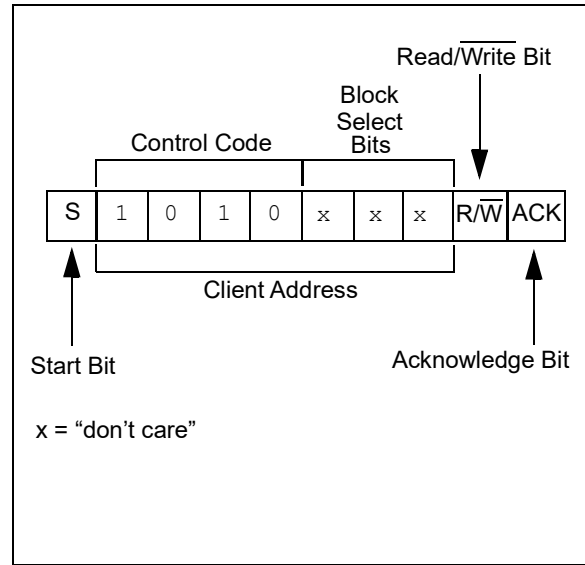 Read/Write Bit
Block
Select
Bits
Control Code
S 1 0 1 0 x x x R/W ACK
Client Address
Start Bit
Acknowledge Bit
x = “don’t care”